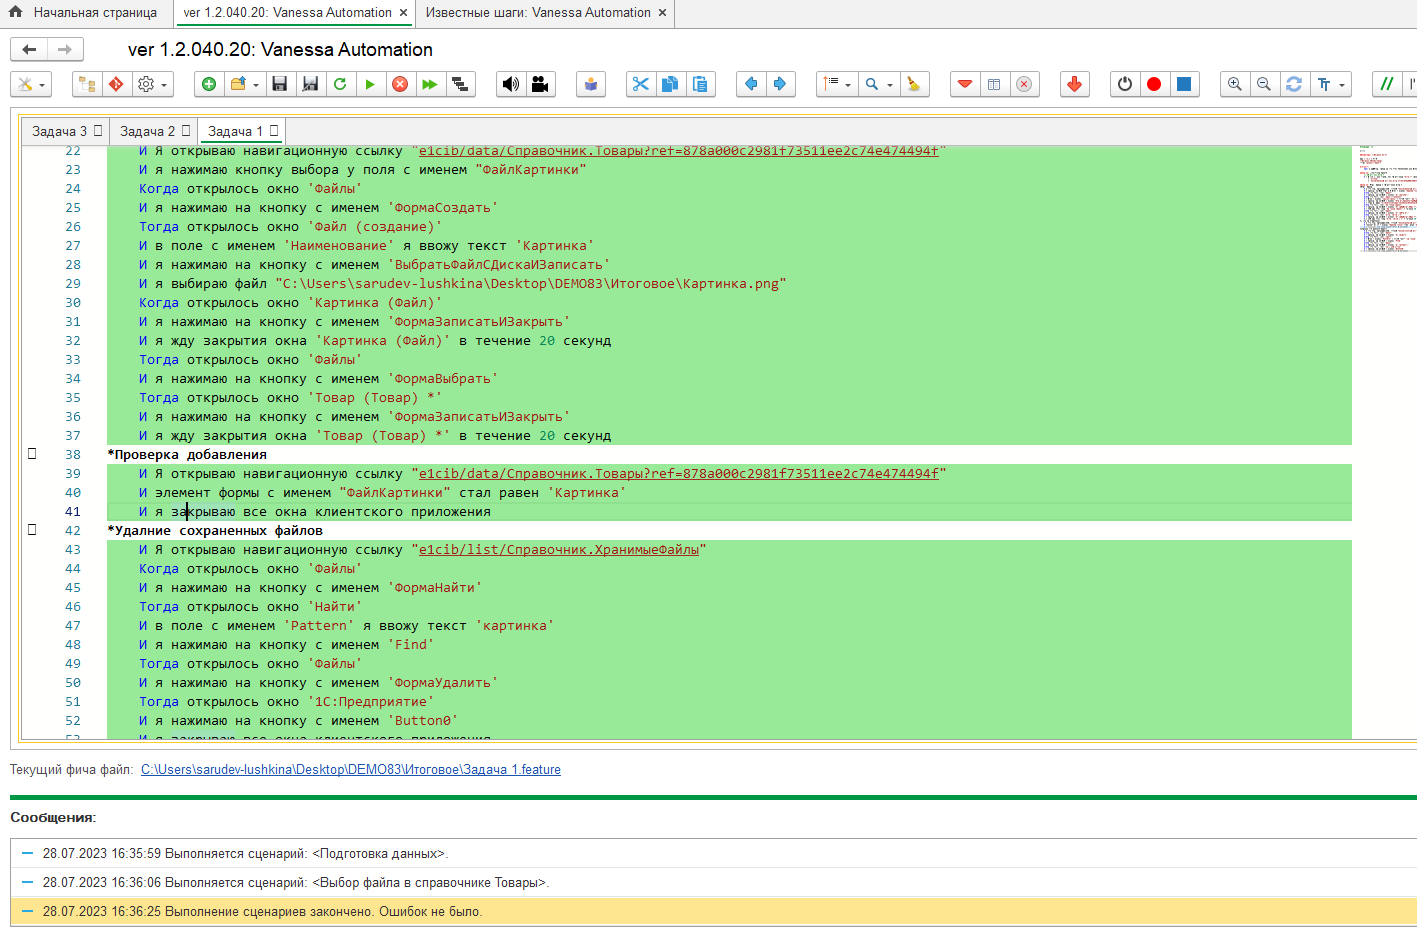 Начальная страница
ver 1.2.040.20: Vanessa Automation
Известные шаги: Vanessa Automation
ver 1.2.040.20: Vanessa Automation
Задача 3
Задача 2
Задача 1
22 И Я открываю навигационную ссылку "e1cib/data/Справочник.Товары?ref=878a000c2981f73511ee2c74e474494f"
23 И я нажимаю кнопку выбора у поля с именем "ФайлКартинки"
24 Когда открылось окно 'Файлы'
25 И я нажимаю на кнопку с именем 'ФормаСоздать'
26 Тогда открылось окно 'Файл (создание)'
27 И в поле с именем 'Наименование' я ввожу текст 'Картинка'
28 И я нажимаю на кнопку с именем 'ВыбратьФайлСДискаИЗаписать'
29 И я выбираю файл "C:\Users\sarudev-lushkina\Desktop\DEMO83\Итоговое\Картинка.png"
30 Когда открылось окно 'Картинка (Файл)'
31 И я нажимаю на кнопку с именем 'ФормаЗаписатьИЗакрыть'
32 И я жду закрытия окна 'Картинка (Файл)' в течение 20 секунд
33 Тогда открылось окно 'Файлы'
34 И я нажимаю на кнопку с именем 'ФормаВыбрать'
35 Тогда открылось окно 'Товар (Товар) *'
36 И я нажимаю на кнопку с именем 'ФормаЗаписатьИЗакрыть'
37 И я жду закрытия окна 'Товар (Товар) *' в течение 20 секунд
38 *Проверка добавления
39 И Я открываю навигационную ссылку "e1cib/data/Справочник.Товары?ref=878a000c2981f73511ee2c74e474494f"
40 И элемент формы с именем "ФайлКартинки" стал равен 'Картинка'
41 И я закрываю все окна клиентского приложения
42 *Удалние сохраненных файлов
43 И Я открываю навигационную ссылку "e1cib/list/Справочник.ХранимыеФайлы"
44 Когда открылось окно 'Файлы'
45 И я нажимаю на кнопку с именем 'ФормаНайти'
46 Тогда открылось окно 'Найти'
47 И в поле с именем 'Pattern' я ввожу текст 'картинка'
48 И я нажимаю на кнопку с именем 'Find'
49 Тогда открылось окно 'Файлы'
50 И я нажимаю на кнопку с именем 'ФормаУдалить'
51 Тогда открылось окно '1С:Предприятие'
52 И я нажимаю на кнопку с именем 'Button0'
53 И я закрываю все окна клиентского приложения
Текущий фича файл: C:\Users\sarudev-lushkina\Desktop\DEMO83\Итоговое\Задача 1.feature
Сообщения:
28.07.2023 16:35:59 Выполняется сценарий: <Подготовка данных>.
28.07.2023 16:36:06 Выполняется сценарий: <Выбор файла в справочнике Товары>.
28.07.2023 16:36:25 Выполнение сценариев закончено. Ошибок не было.